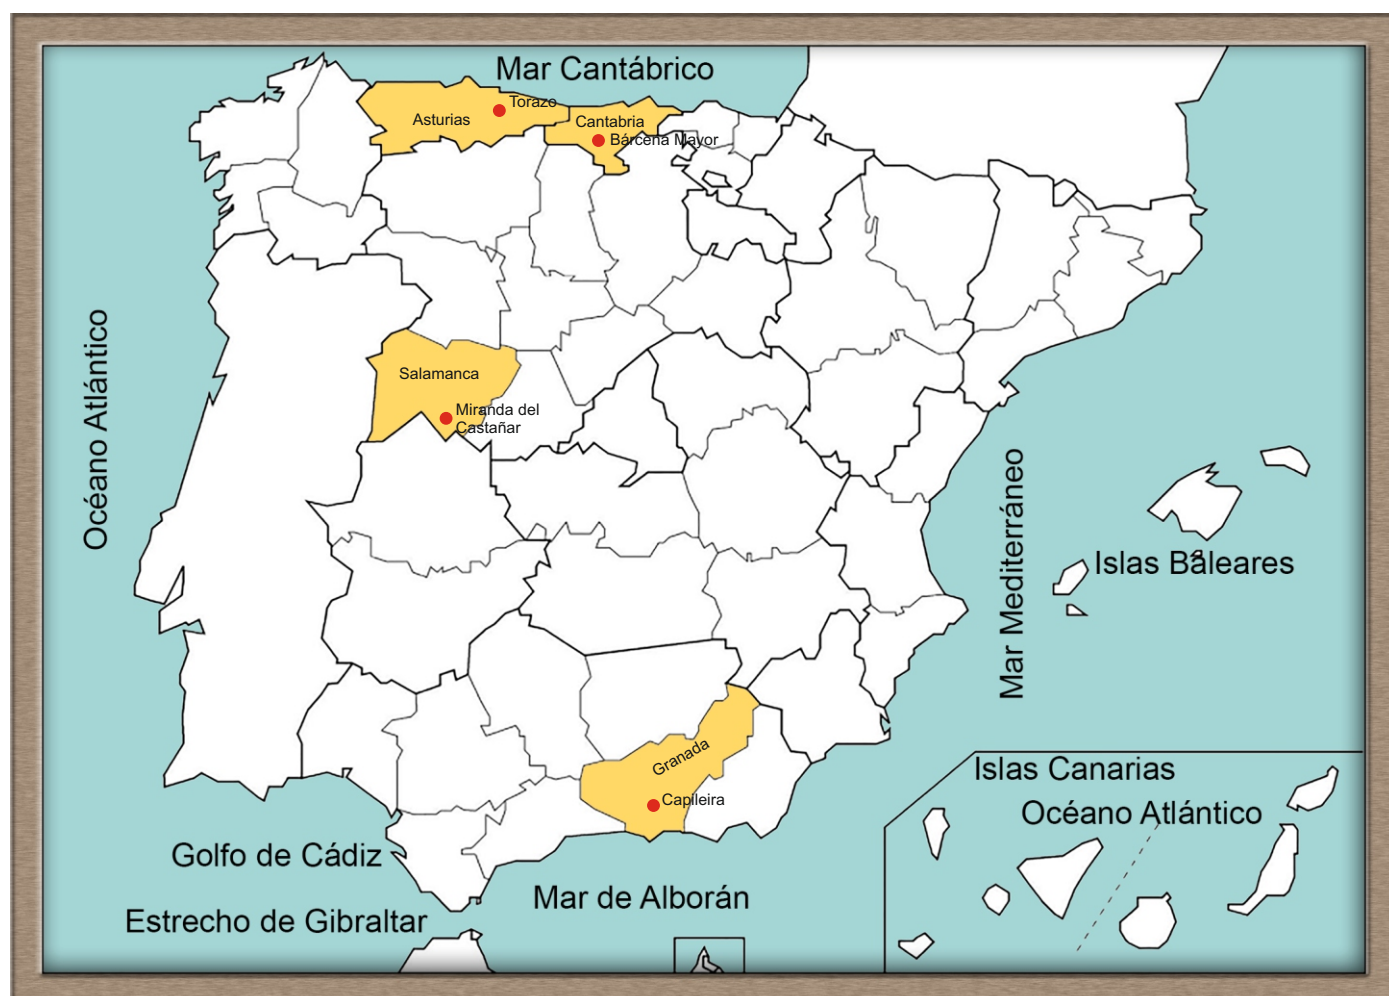 Mar Cantábrico
Torazo
Asturias
Cantabria
Bárcena Mayor
Salamanca
Miranda del
Castañar
Océano Atlántico
Mar Mediterráneo
Islas Baleares
Granada
Capileira
Islas Canarias
Océano Atlántico
Golfo de Cádiz
Mar de Alborán
Estrecho de Gibraltar